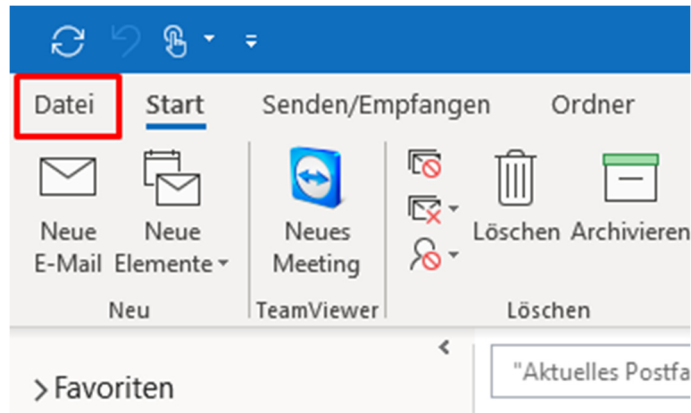 Datei Start Senden/Empfangen Ordner
Neue E-Mail
Neue Elemente
Neues Meeting
Löschen Archivieren
Neu TeamViewer Löschen
Favoriten
"Aktuelles Postfa